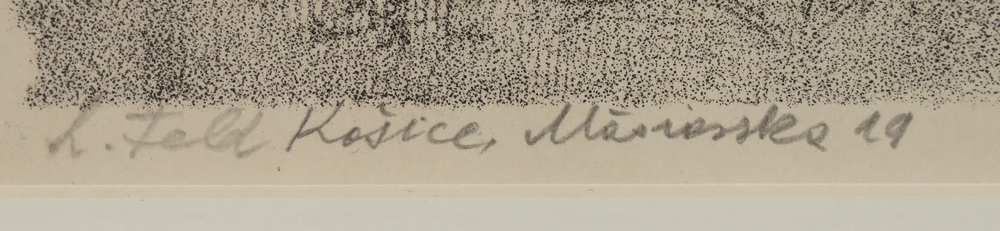 L. Feld Košice, Mäsiarska 19